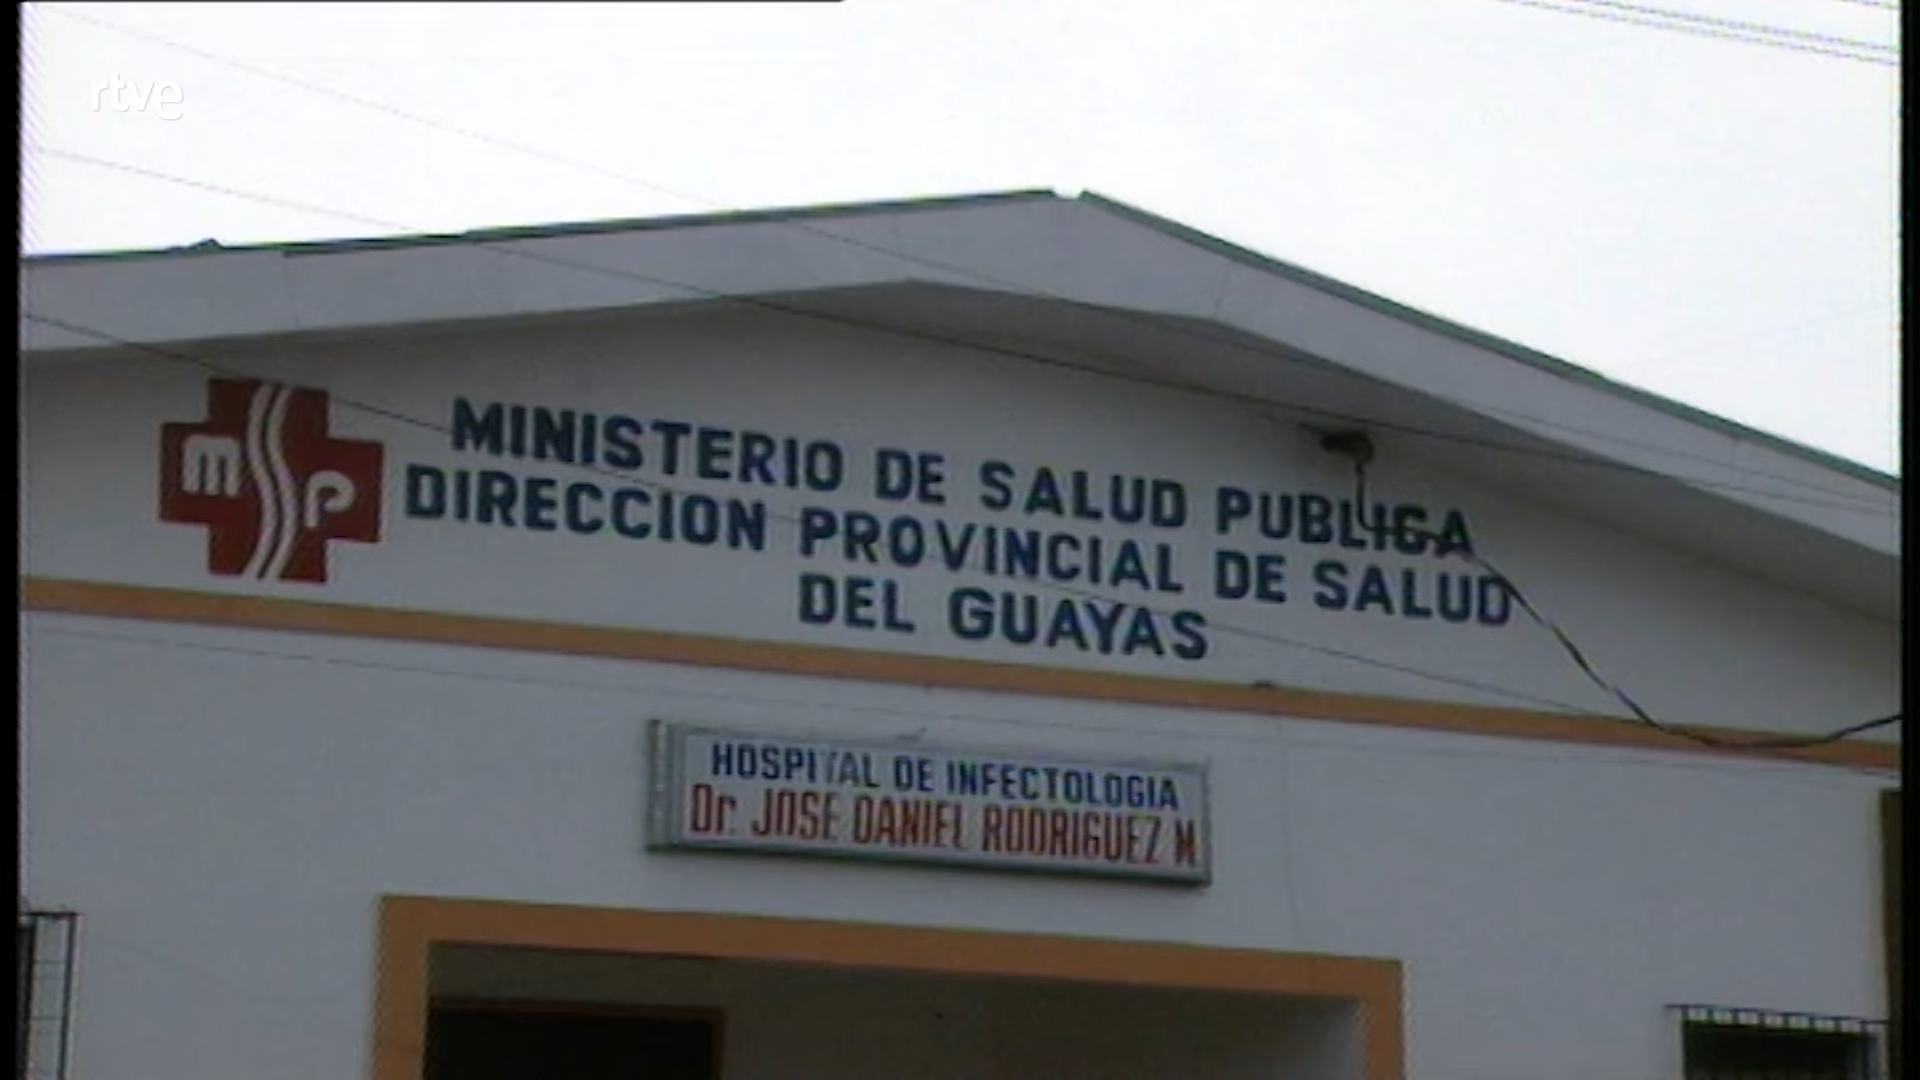 rtve
MSP
MINISTERIO DE SALUD PUBLICA
DIRECCION PROVINCIAL DE SALUD
DEL GUAYAS
HOSPITAL DE INFECTOLOGIA
Dr. JOSE DANIEL RODRIGUEZ M